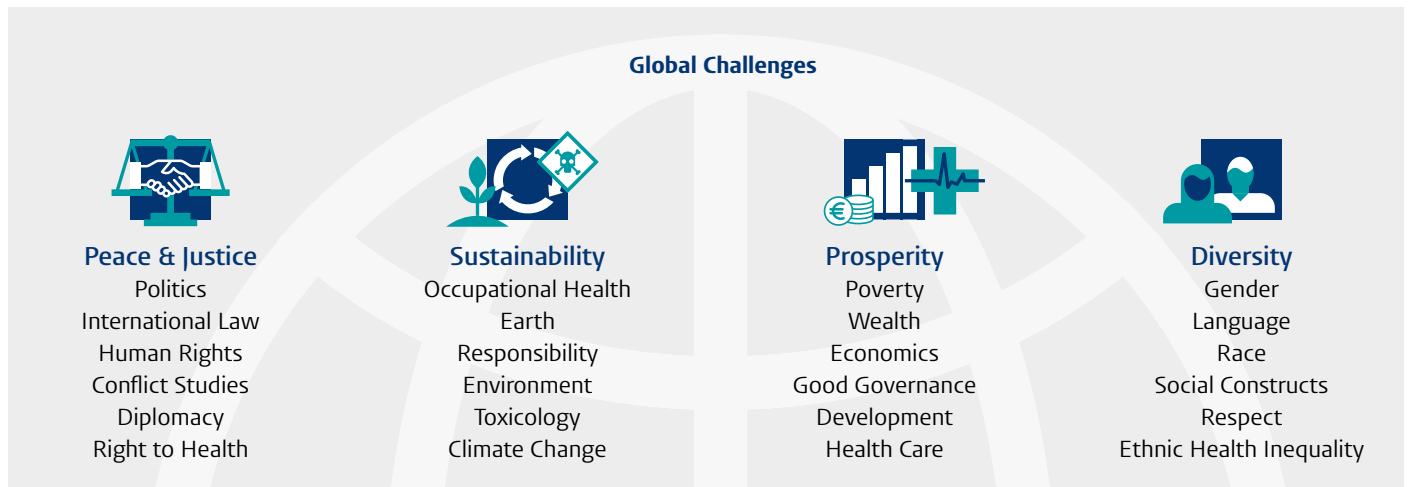 Global Challenges
Peace & Justice
Politics
International Law
Human Rights
Conflict Studies
Diplomacy
Right to Health
Sustainability
Occupational Health
Earth
Responsibility
Environment
Toxicology
Climate Change
€
Prosperity
Poverty
Wealth
Economics
Good Governance
Development
Health Care
Diversity
Gender
Language
Race
Social Constructs
Respect
Ethnic Health Inequality